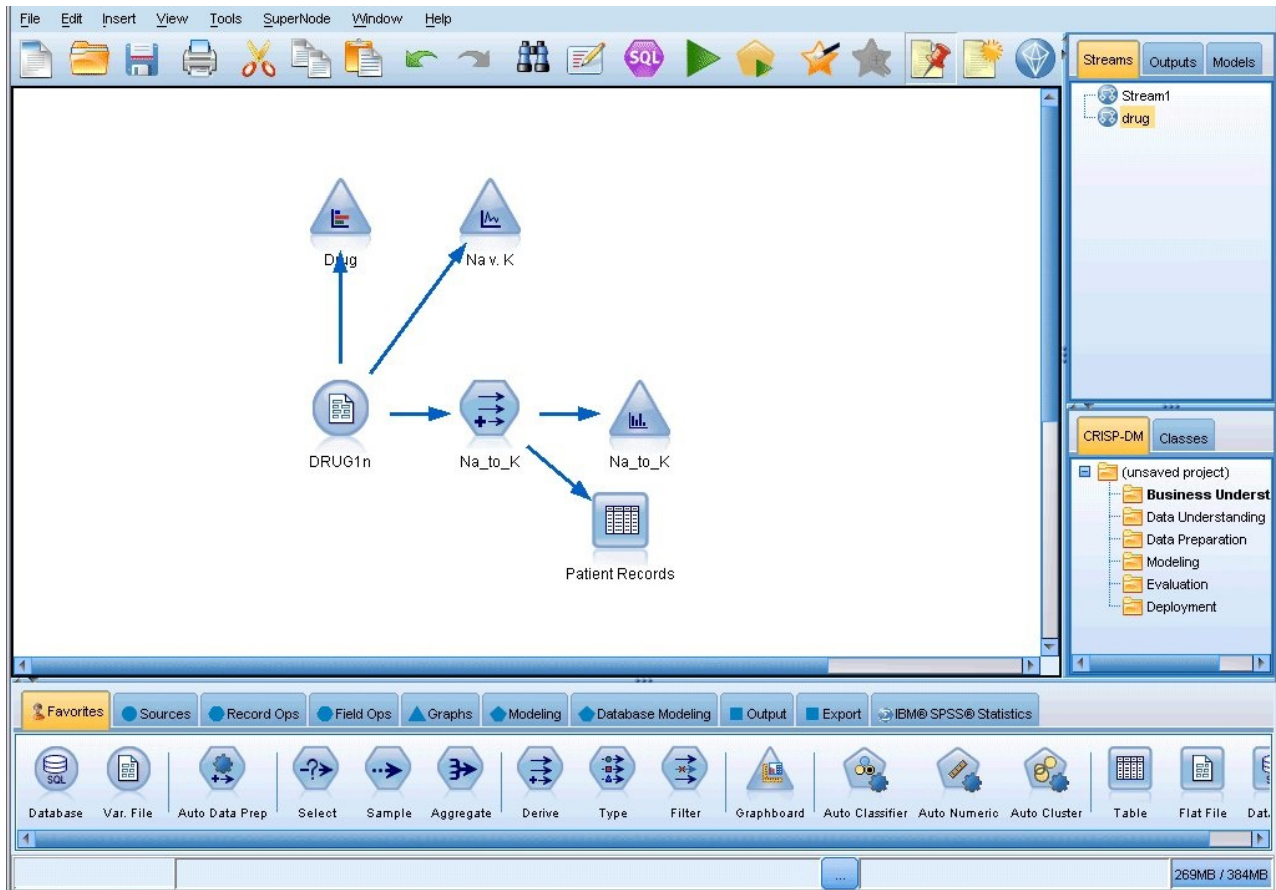 File Edit Insert View Tools SuperNode Window Help
SQL
Streams Outputs Models
Stream1
drug
Drug
Na v. K
DRUG1n
Na_to_K
Na_to_K
Patient Records
CRISP-DM Classes
(unsaved project)
Business Underst
Data Understanding
Data Preparation
Modeling
Evaluation
Deployment
Favorites Sources Record Ops Field Ops Graphs Modeling Database Modeling Output Export IBM® SPSS® Statistics
SQL
Database Var. File Auto Data Prep Select Sample Aggregate Derive Type Filter Graphboard Auto Classifier Auto Numeric Auto Cluster Table Flat File Dat
...
269MB / 384MB